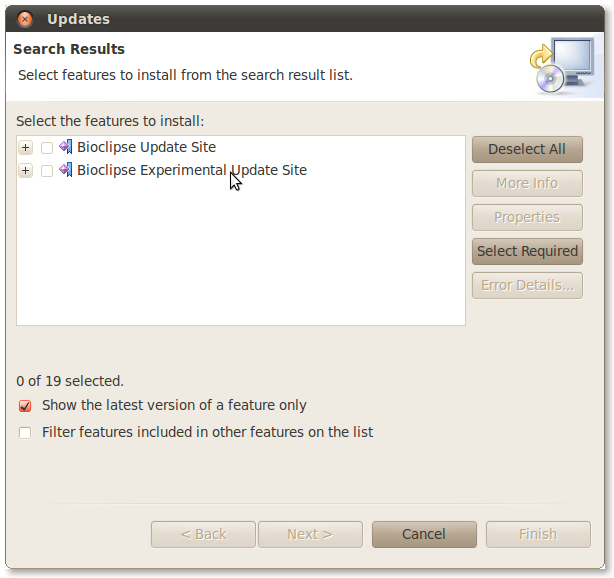 Updates
Search Results
Select features to install from the search result list.
Select the features to install:
Bioclipse Update Site
Bioclipse Experimental Update Site
Deselect All
More Info
Properties
Select Required
Error Details...
0 of 19 selected.
Show the latest version of a feature only
Filter features included in other features on the list
< Back
Next >
Cancel
Finish